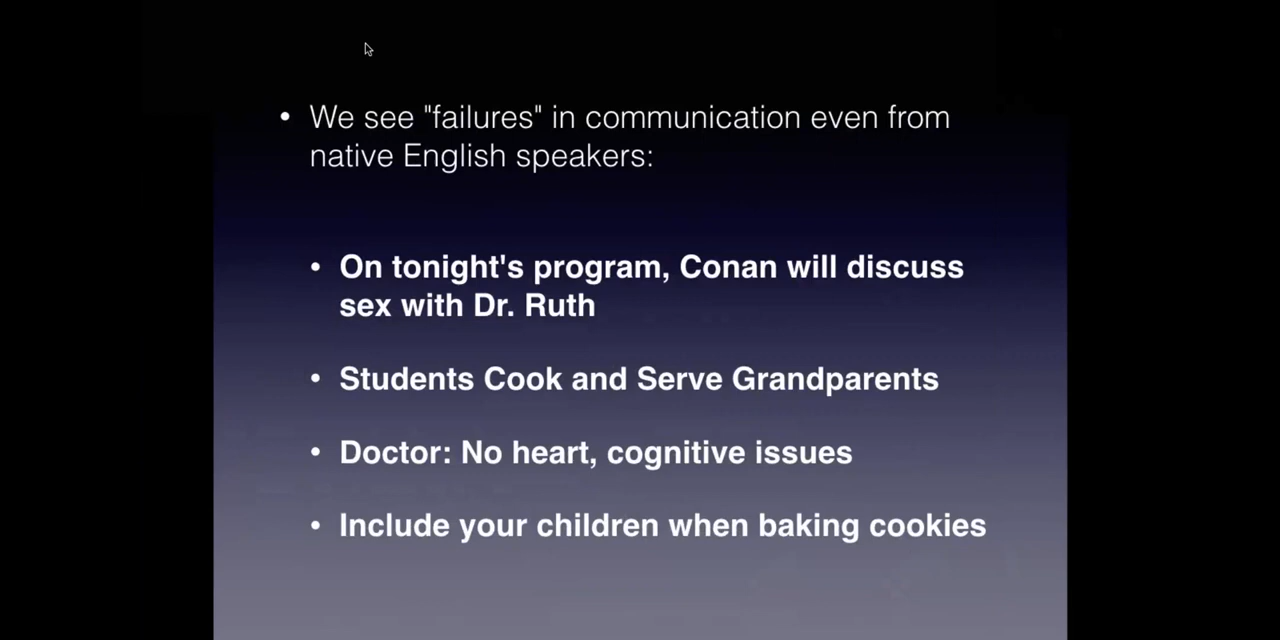 • We see "failures" in communication even from
native English speakers:
• On tonight's program, Conan will discuss
sex with Dr. Ruth
• Students Cook and Serve Grandparents
• Doctor: No heart, cognitive issues
• Include your children when baking cookies